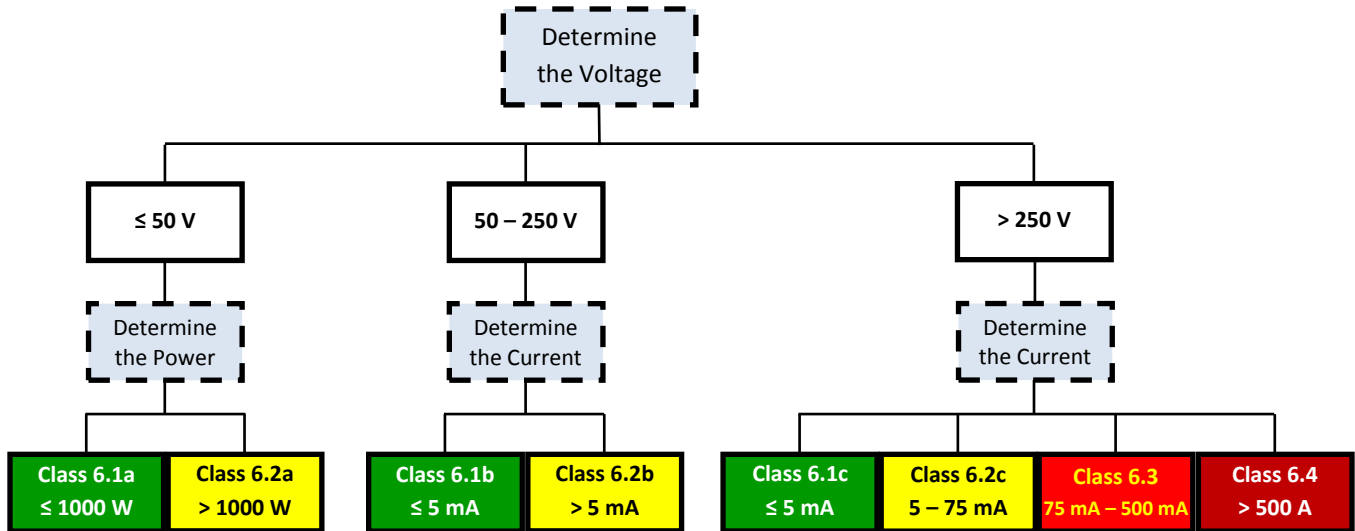 Determine
the Voltage
≤ 50 V
50 – 250 V
> 250 V
Determine
the Power
Determine
the Current
Determine
the Current
Class 6.1a
≤ 1000 W
Class 6.2a
> 1000 W
Class 6.1b
≤ 5 mA
Class 6.2b
> 5 mA
Class 6.1c
≤ 5 mA
Class 6.2c
5 – 75 mA
Class 6.3
75 mA – 500 mA
Class 6.4
> 500 A